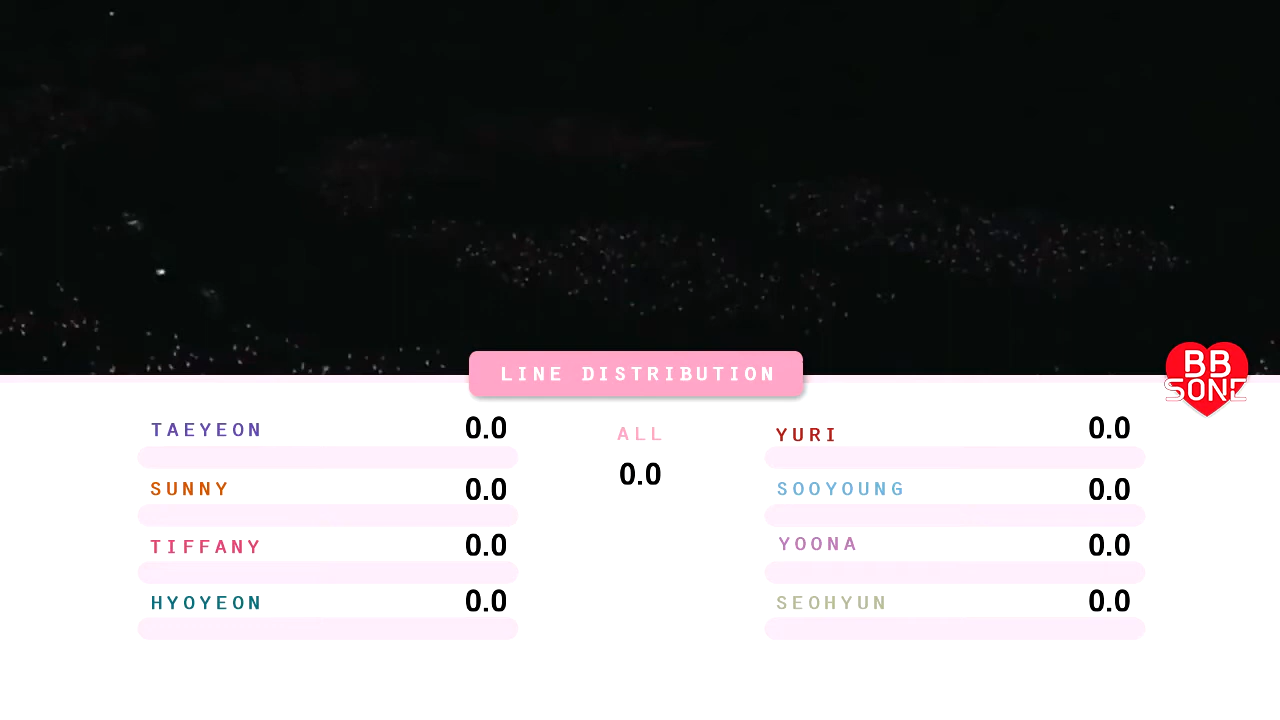 LINE DISTRIBUTION
BB
SONE
TAEYEON 0.0
SUNNY 0.0
TIFFANY 0.0
HYOYEON 0.0
ALL
0.0
YURI 0.0
SOOYOUNG 0.0
YOONA 0.0
SEOHYUN 0.0